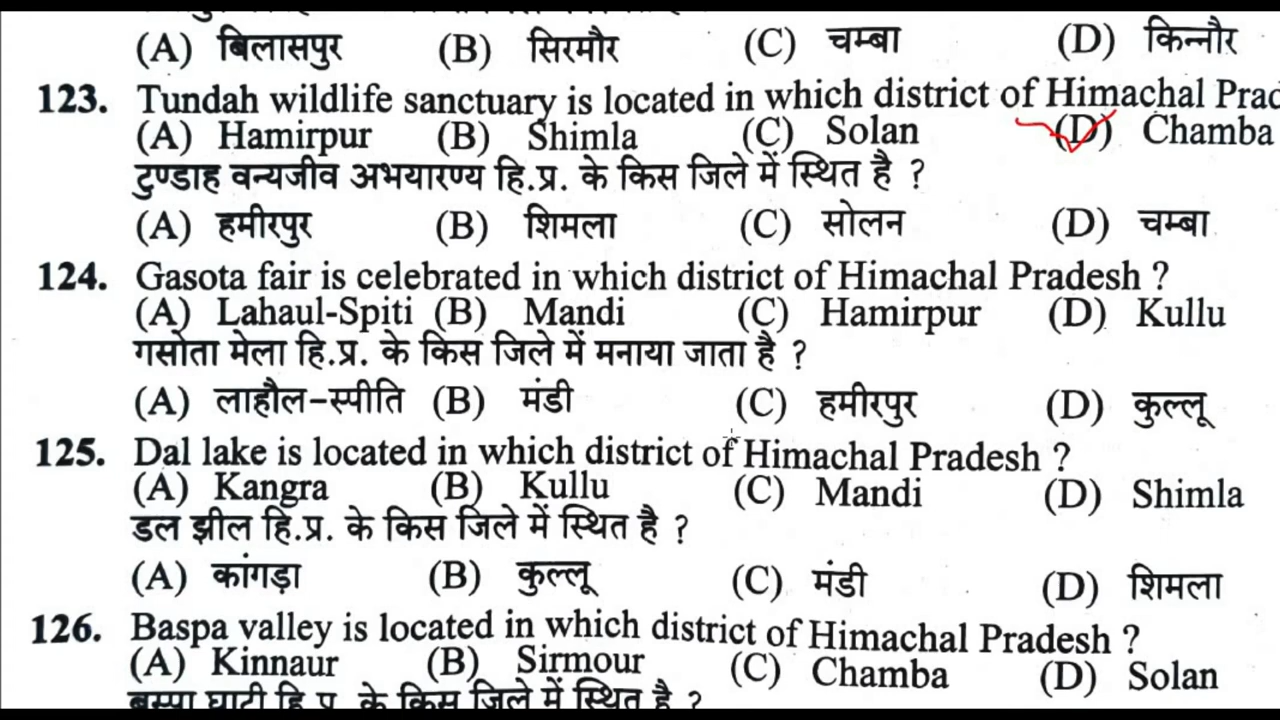 (A) बिलासपुर (B) सिरमौर (C) चम्बा (D) किन्नौर
123. Tundah wildlife sanctuary is located in which district of Himachal
(A) Hamirpur (B) Shimla (C) Solan (D) Chamba
टुण्डाह वन्यजीव अभयारण्य हि.प्र. के किस जिले में स्थित है ?
(A) हमीरपुर (B) शिमला (C) सोलन (D) चम्बा
124. Gasota fair is celebrated in which district of Himachal Pradesh ?
(A) Lahaul-Spiti (B) Mandi (C) Hamirpur (D) Kullu
गसोता मेला हि.प्र. के किस जिले में मनाया जाता है ?
(A) लाहौल-स्पीति (B) मंडी (C) हमीरपुर (D) कुल्लू
125. Dal lake is located in which district of Himachal Pradesh ?
(A) Kangra (B) Kullu (C) Mandi (D) Shimla
डल झील हि.प्र. के किस जिले में स्थित है ?
(A) कांगड़ा (B) कुल्लू (C) मंडी (D) शिमला
126. Baspa valley is located in which district of Himachal Pradesh ?
(A) Kinnaur (B) Sirmour (C) Chamba (D) Solan
बस्पा घाटी हि.प्र. के किस जिले में स्थित है ?